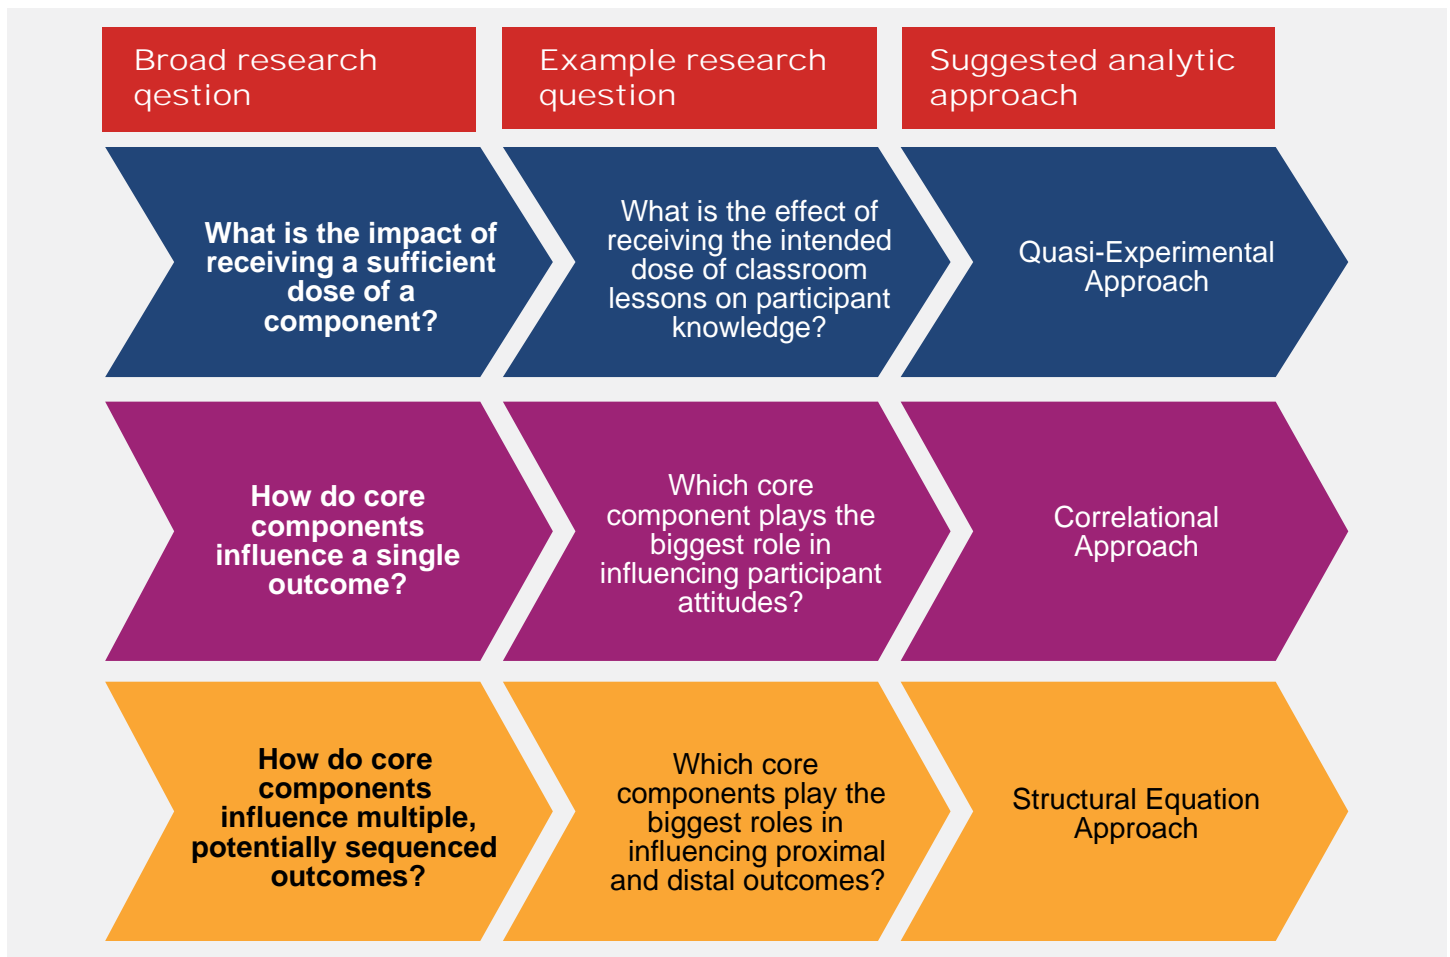 Broad research
qestion
Example research
question
Suggested analytic
approach
What is the impact of
receiving a sufficient
dose of a
component?
What is the effect of
receiving the intended
dose of classroom
lessons on participant
knowledge?
Quasi-Experimental
Approach
How do core
components
influence a single
outcome?
Which core
component plays the
biggest role in
influencing participant
attitudes?
Correlational
Approach
How do core
components
influence multiple,
potentially sequenced
outcomes?
Which core
components play the
biggest roles in
influencing proximal
and distal outcomes?
Structural Equation
Approach